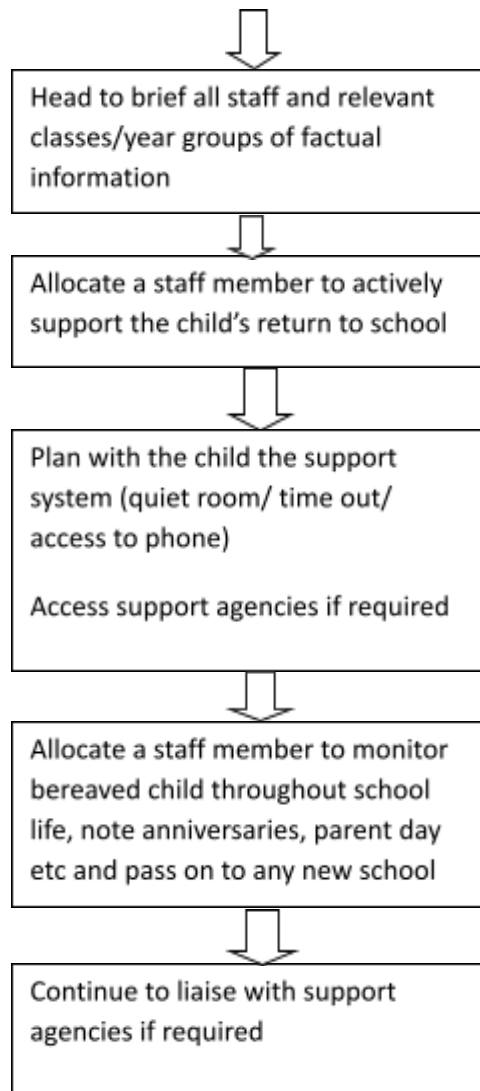 Head to brief all staff and relevant
classes/year groups of factual
information
Allocate a staff member to actively
support the child's return to school
Plan with the child the support
system (quiet room/ time out/
access to phone)
Access support agencies if required
Allocate a staff member to monitor
bereaved child throughout school
life, note anniversaries, parent day
etc and pass on to any new school
Continue to liaise with support
agencies if required